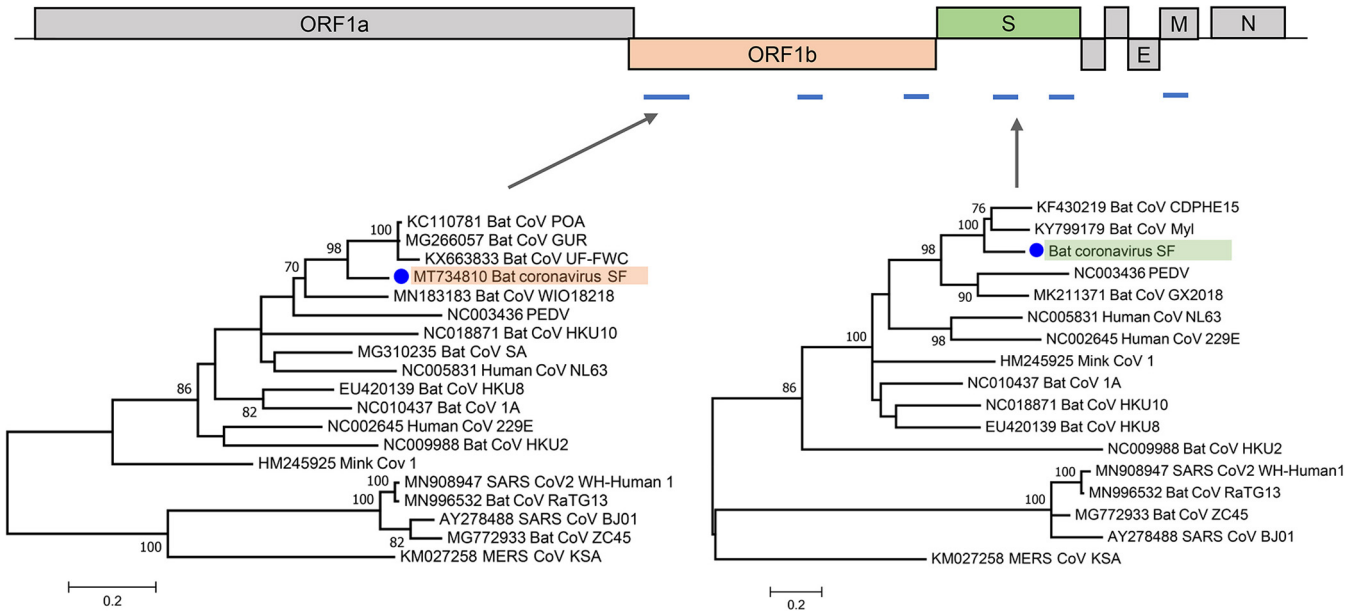 ORF1a
S
M
N
ORF1b
E
KC110781 Bat CoV POA
100
MG266057 Bat CoV GUR
98
KX663833 Bat CoV UF-FWC
70
MT734810 Bat coronavirus SF
MN183183 Bat CoV WIO18218
NC003436 PEDV
NC018871 Bat CoV HKU10
MG310235 Bat CoV SA
NC005831 Human CoV NL63
86
EU420139 Bat CoV HKU8
82
NC010437 Bat CoV 1A
NC002645 Human CoV 229E
NC009988 Bat CoV HKU2
HM245925 Mink Cov 1
100
MN908947 SARS CoV2 WH-Human 1
100
MN996532 Bat CoV RaTG13
AY278488 SARS CoV BJ01
82
MG772933 Bat CoV ZC45
100
KM027258 MERS CoV KSA
0.2
76
KF430219 Bat CoV CDPHE15
100
KY799179 Bat CoV Myl
98
Bat coronavirus SF
NC003436 PEDV
90
MK211371 Bat CoV GX2018
NC005831 Human CoV NL63
100
98
NC002645 Human CoV 229E
HM245925 Mink CoV 1
86
NC010437 Bat CoV 1A
NC018871 Bat CoV HKU10
EU420139 Bat CoV HKU8
NC009988 Bat CoV HKU2
100
MN908947 SARS CoV2 WH-Human1
100
MN996532 Bat CoV RaTG13
MG772933 Bat CoV ZC45
AY278488 SARS CoV BJ01
KM027258 MERS CoV KSA
0.2